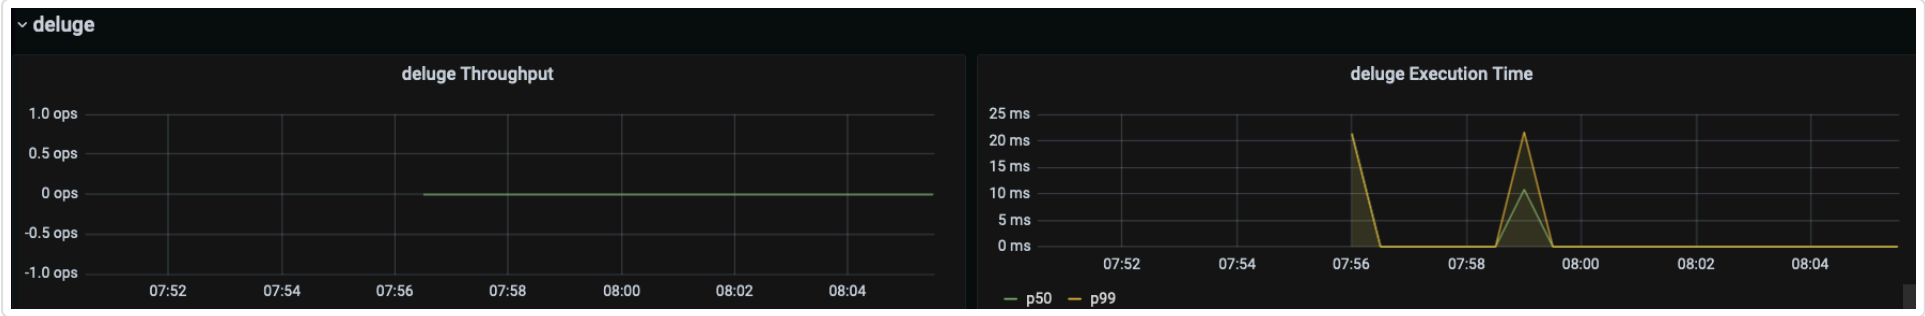 deluge
deluge Throughput
1.0 ops
0.5 ops
0 ops
-0.5 ops
-1.0 ops
07:52 07:54 07:56 07:58 08:00 08:02 08:04
deluge Execution Time
25 ms
20 ms
15 ms
10 ms
5 ms
0 ms
07:52 07:54 07:56 07:58 08:00 08:02 08:04
p50 p99